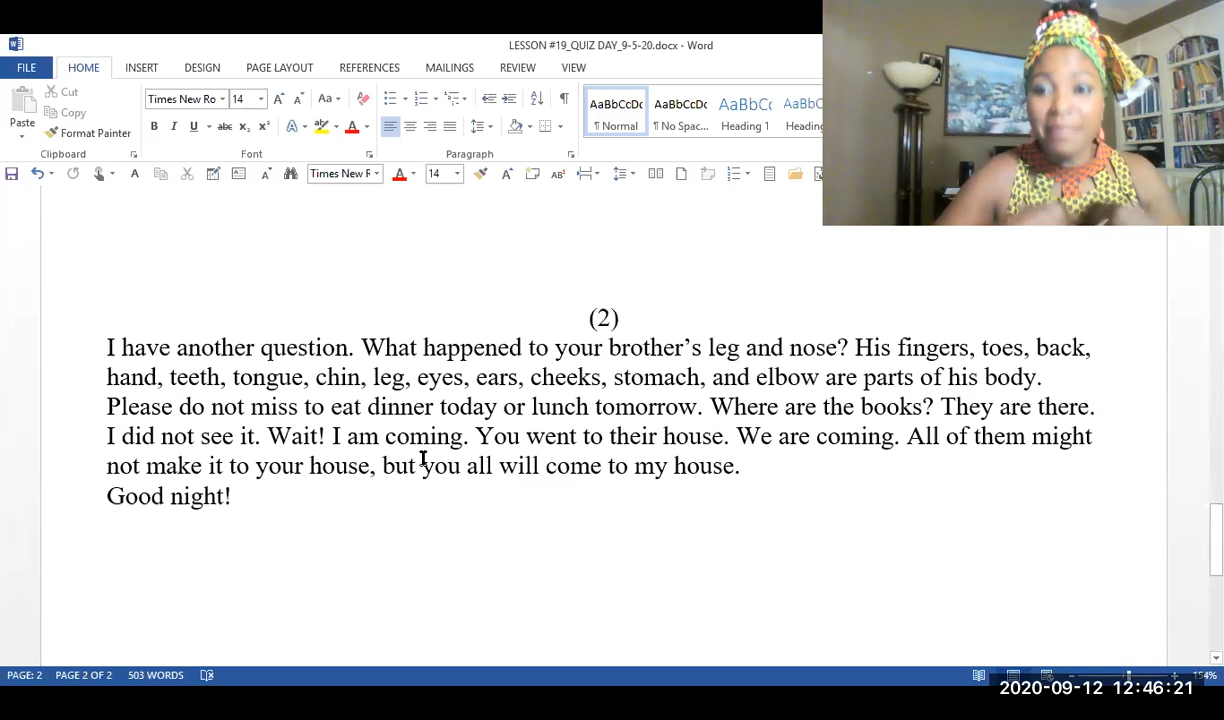 LESSON #19_QUIZ DAY_9-5-20.docx - Word
FILE HOME INSERT DESIGN PAGE LAYOUT REFERENCES MAILINGS REVIEW VIEW
Cut
Copy
Format Painter
Paste
Times New Ro 14 Aa
B I U abc x₂ x² A A
AaBbCcDc AaBbCcDc AaBbCc AaBbCc
¶ Normal ¶ No Spac... Heading 1 Heading
Clipboard Font Paragraph
Times New R 14
(2)
I have another question. What happened to your brother’s leg and nose? His fingers, toes, back,
hand, teeth, tongue, chin, leg, eyes, ears, cheeks, stomach, and elbow are parts of his body.
Please do not miss to eat dinner today or lunch tomorrow. Where are the books? They are there.
I did not see it. Wait! I am coming. You went to their house. We are coming. All of them might
not make it to your house, but you all will come to my house.
Good night!
PAGE: 2 PAGE 2 OF 2 503 WORDS 154%
2020-09-12 12:46:21